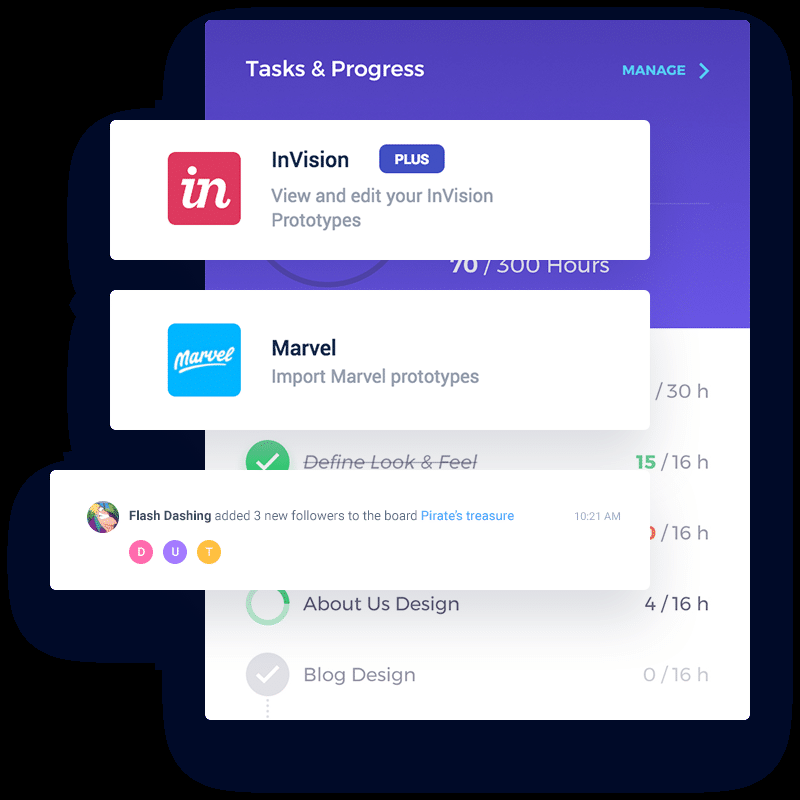 Tasks & Progress
MANAGE
in
InVision PLUS
View and edit your InVision
Prototypes
70 / 300 Hours
Marvel
Marvel
Import Marvel prototypes
/ 30 h
Define Look & Feel
15 / 16 h
Flash Dashing added 3 new followers to the board Pirate's treasure
10:21 AM
D U T
/ 16 h
About Us Design
4 / 16 h
Blog Design
0 / 16 h